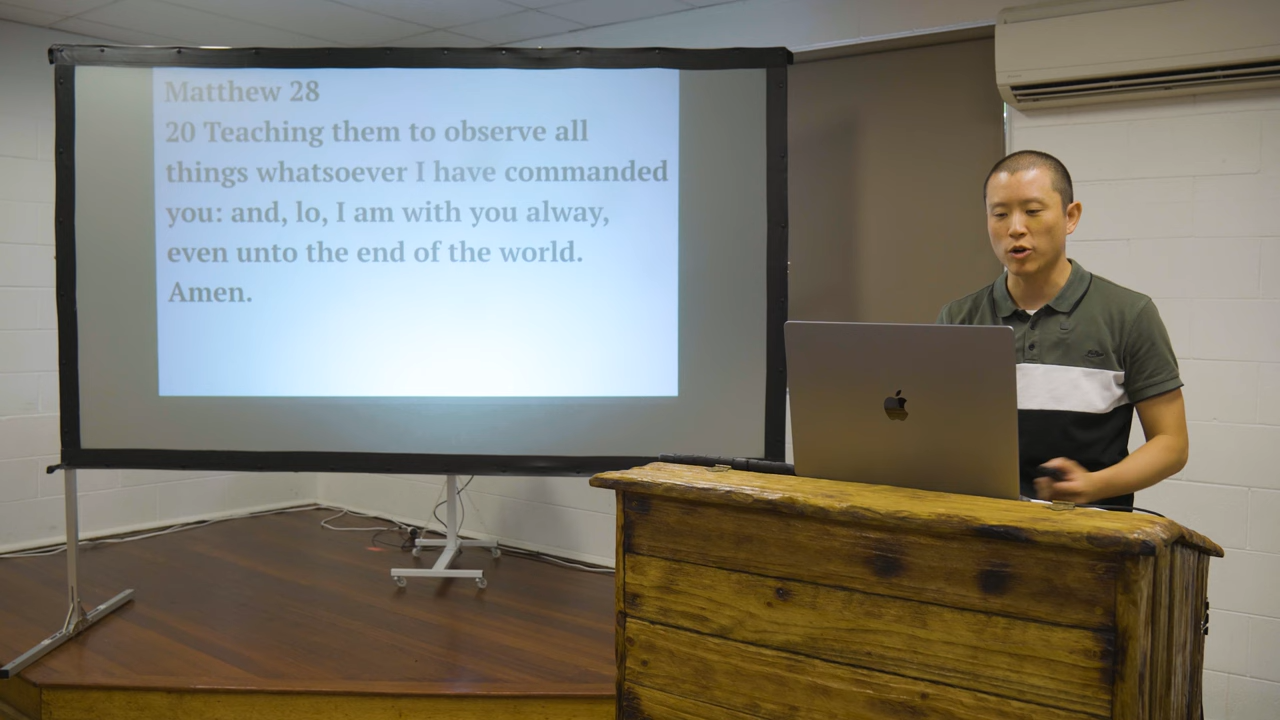 Matthew 28
20 Teaching them to observe all
things whatsoever I have commanded
you: and, lo, I am with you alway,
even unto the end of the world.
Amen.